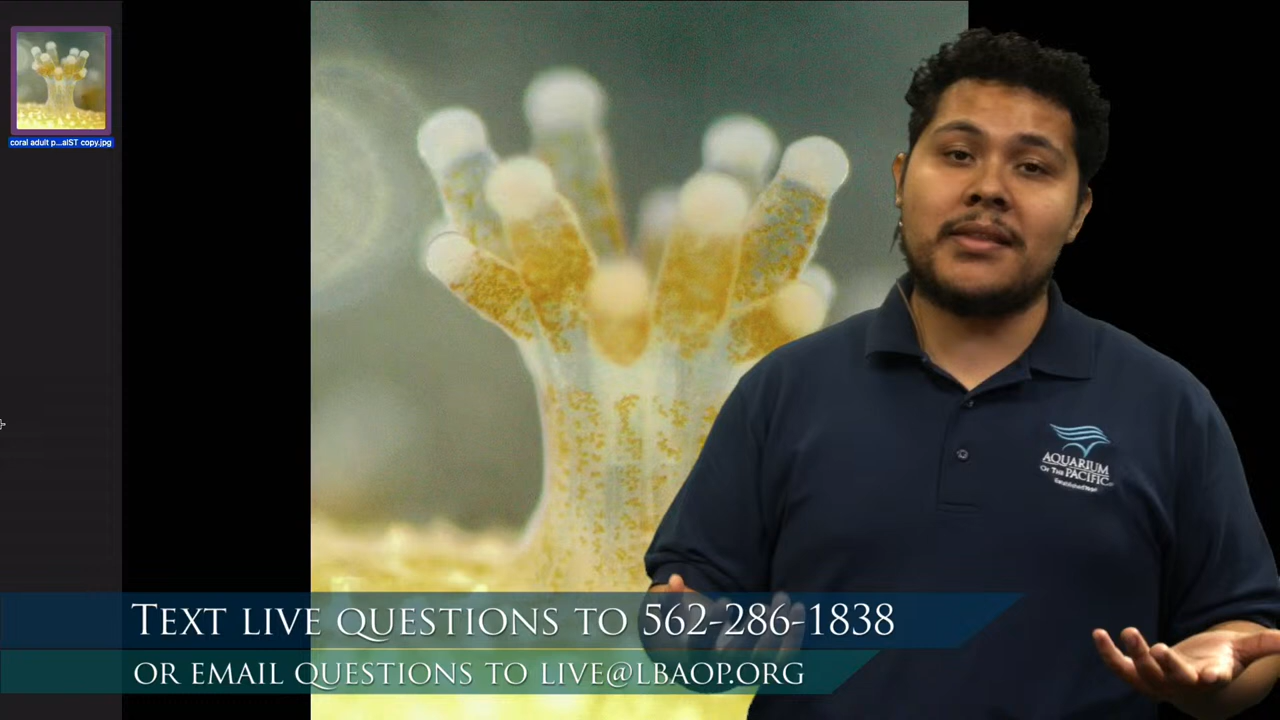 coral adult p...alST copy.jpg
AQUARIUM
OF THE PACIFIC
TEXT LIVE QUESTIONS TO 562-286-1838
OR EMAIL QUESTIONS TO LIVE@LBAOP.ORG